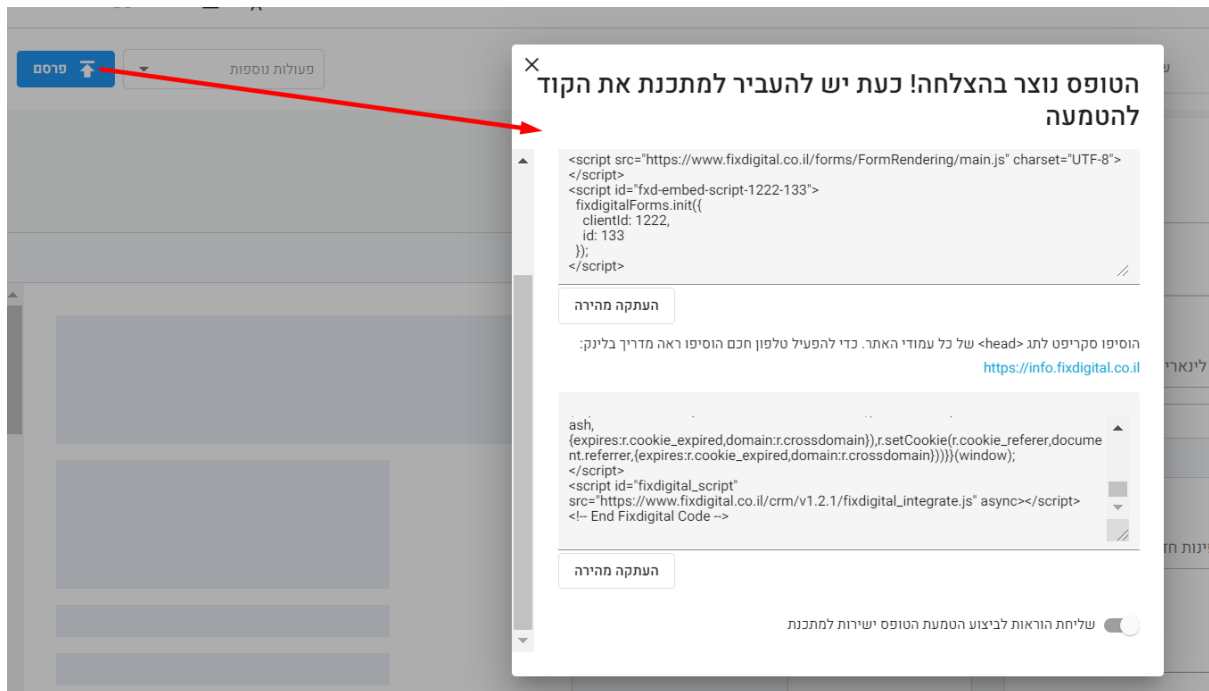 פרסם
פעולות נוספות
הטופס נוצר בהצלחה! כעת יש להעביר למתכנת את הקוד
להטמעה
<script src="https://www.fixdigital.co.il/forms/FormRendering/main.js" charset="UTF-8">
</script>
<script id="fxd-embed-script-1222-133">
fixdigitalForms.init({
clientId: 1222,
id: 133
});
</script>
העתקה מהירה
הוסיפו סקריפט לתג <head> של כל עמודי האתר. כדי להפעיל טלפון חכם הוסיפו ראה מדריך בלינק:
https://info.fixdigital.co.il
ash,
{expires:r.cookie_expired,domain:r.crossdomain}),r.setCookie(r.cookie_referer,docume
nt.referrer,{expires:r.cookie_expired,domain:r.crossdomain}))}}(window);
</script>
<script id="fixdigital_script"
src="https://www.fixdigital.co.il/crm/v1.2.1/fixdigital_integrate.js" async></script>
<!-- End Fixdigital Code -->
העתקה מהירה
שליחת הוראות לביצוע הטמעת הטופס ישירות למתכנת